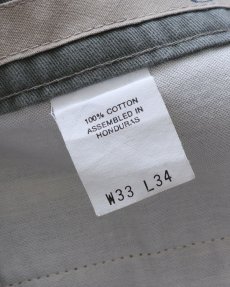 100% COTTON
ASSEMBLED IN
HONDURAS
W33 L34